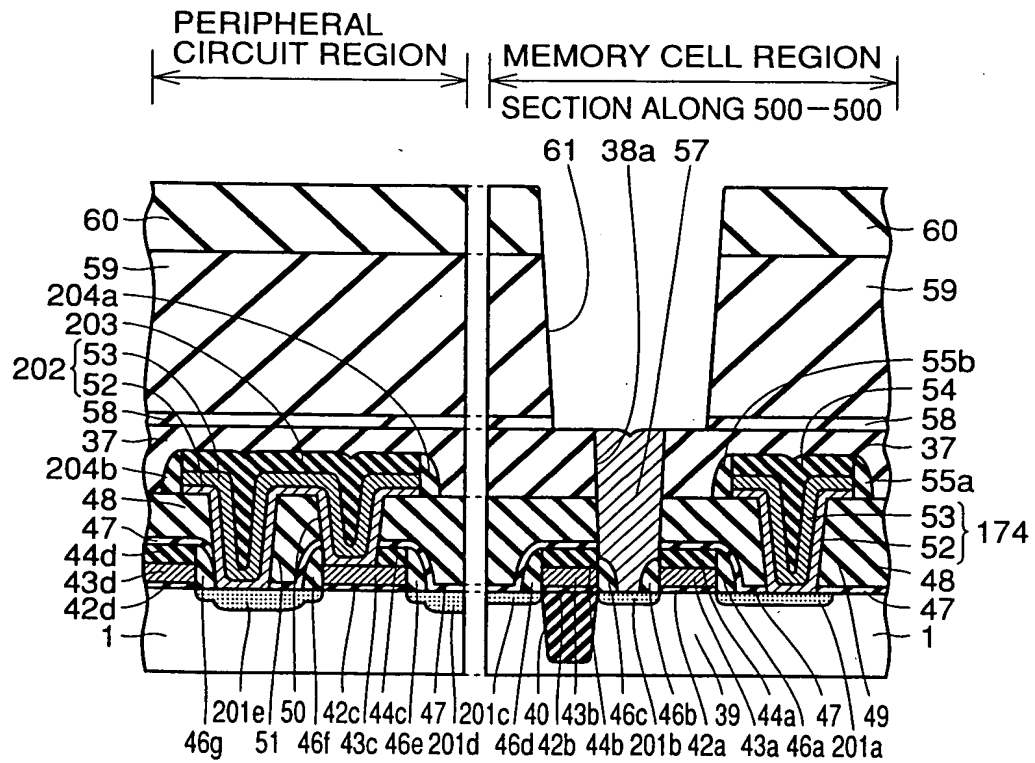 PERIPHERAL
CIRCUIT REGION
MEMORY CELL REGION
SECTION ALONG 500-500
61 38a 57
60
59
204a
203
202 { 53
52
58
37
204b
48
47
44d
43d
42d
1
60
59
55b
54
58
37
55a
53
52 } 174
48
47
1
201e 50 42c 44c 47 201c 40 43b 46c 46b 39 44a 47 49
46g 51 46f 43c 46e 201d 46d 42b 44b 201b 42a 43a 46a 201a